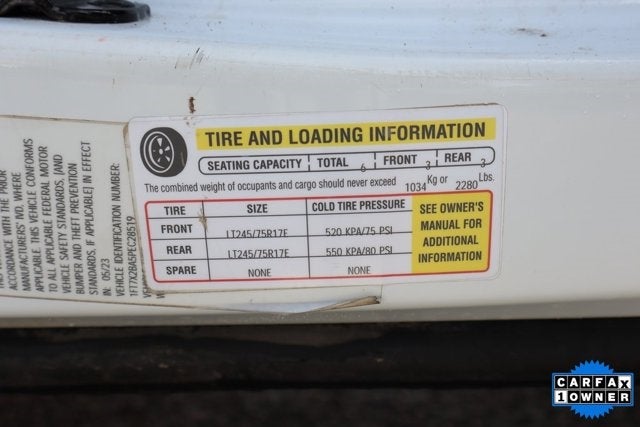 TIRE AND LOADING INFORMATION
SEATING CAPACITY TOTAL 6 FRONT 3 REAR 3
The combined weight of occupants and cargo should never exceed 1034 Kg or 2280 Lbs.
TIRE SIZE COLD TIRE PRESSURE
FRONT LT245/75R17E 520 KPA/75 PSI
REAR LT245/75R17E 550 KPA/80 PSI
SPARE NONE NONE
SEE OWNER'S
MANUAL FOR
ADDITIONAL
INFORMATION
ACCORDANCE WITH THE PRIOR
MANUFACTURERS' NO. WHERE
APPLICABLE. THIS VEHICLE CONFORMS
TO ALL APPLICABLE FEDERAL MOTOR
VEHICLE SAFETY STANDARDS, [AND
BUMPER AND THEFT PREVENTION
STANDARDS, IF APPLICABLE] IN EFFECT
IN: 05/23
VEHICLE IDENTIFICATION NUMBER:
1FT7X2BA5PEC28519
CARFAX
1 OWNER